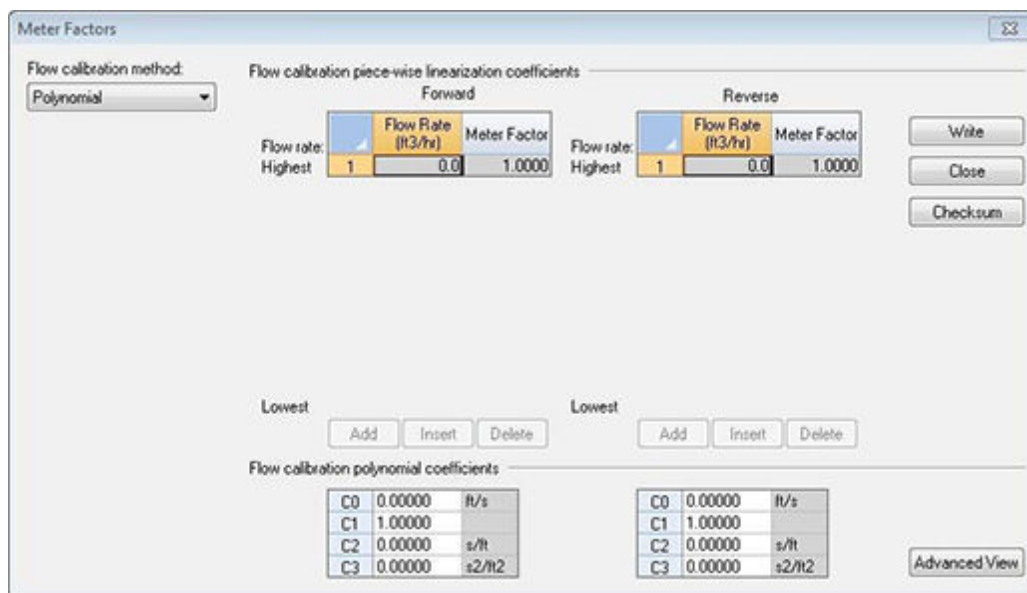 Meter Factors
Flow calibration method:
Polynomial
Flow calibration piece-wise linearization coefficients
Forward
Flow rate:
Flow Rate (ft3/hr) Meter Factor
Highest 1 0.0 1.0000
Reverse
Flow rate:
Flow Rate (ft3/hr) Meter Factor
Highest 1 0.0 1.0000
Write
Close
Checksum
Lowest
Add Insert Delete
Lowest
Add Insert Delete
Flow calibration polynomial coefficients
C0 0.00000 ft/s
C1 1.00000
C2 0.00000 s/ft
C3 0.00000 s2/ft2
C0 0.00000 ft/s
C1 1.00000
C2 0.00000 s/ft
C3 0.00000 s2/ft2
Advanced View